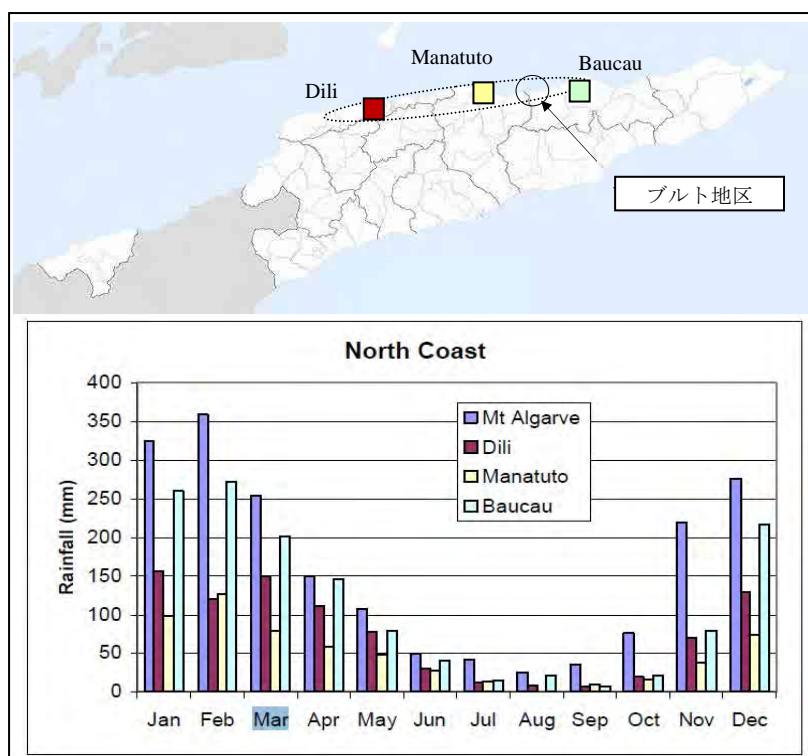 Manatuto
Baucau
Dili
ブルト地区
North Coast
400
350
300
250
200
150
100
50
0
Rainfall (mm)
Mt Algarve
Dili
Manatuto
Baucau
Jan Feb Mar Apr May Jun Jul Aug Sep Oct Nov Dec